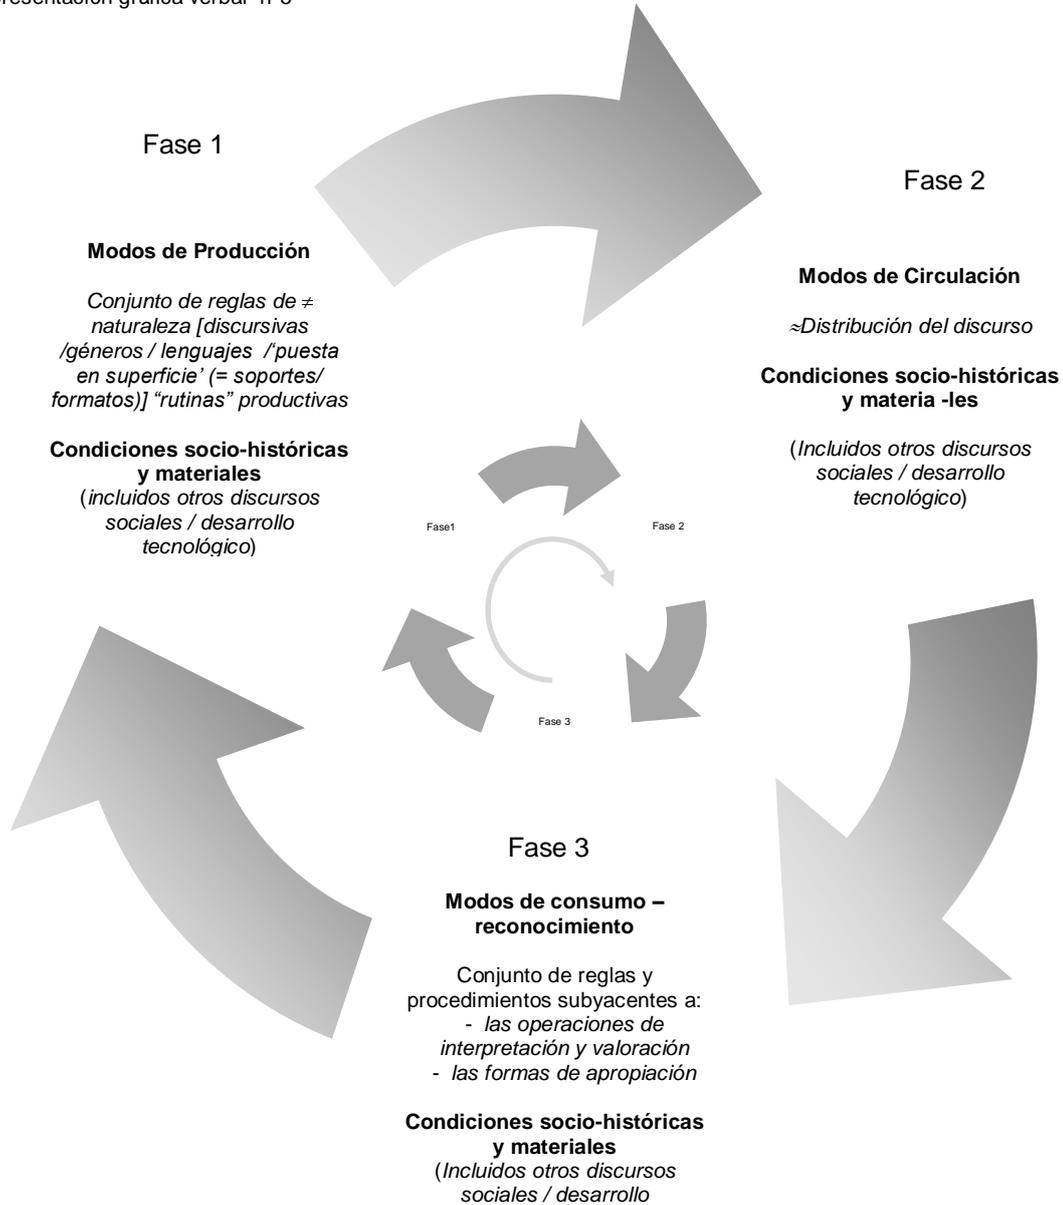 gráfica verbal
Fase 1
Modos de Producción
Conjunto de reglas de ≠
naturaleza [discursivas
/géneros / lenguajes /‘puesta
en superficie’ (= soportes/
formatos)] “rutinas” productivas
Condiciones socio-históricas
y materiales
(incluidos otros discursos
sociales / desarrollo
tecnológico)
Fase 2
Modos de Circulación
≈Distribución del discurso
Condiciones socio-históricas
y materia -les
(Incluidos otros discursos
sociales / desarrollo
tecnológico)
Fase1
Fase 2
Fase 3
Fase 3
Modos de consumo –
reconocimiento
Conjunto de reglas y
procedimientos subyacentes a:
- las operaciones de
interpretación y valoración
- las formas de apropiación
Condiciones socio-históricas
y materiales
(Incluidos otros discursos
sociales / desarrollo